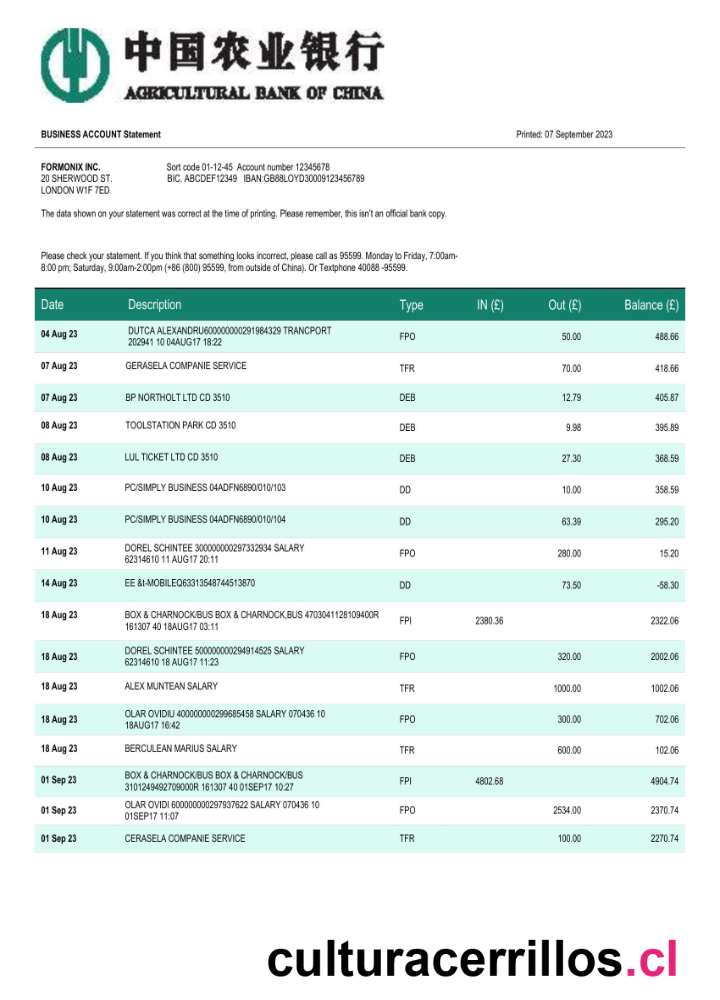 中国农业银行
AGRICULTURAL BANK OF CHINA
BUSINESS ACCOUNT Statement Printed: 07 September 2023
FORMONIX INC. Sort code 01-12-45 Account number 12345678
20 SHERWOOD ST. BIC. ABCDEF12349 IBAN:GB88LOYD30009123456789
LONDON W1F 7ED
The data shown on your statement was correct at the time of printing. Please remember, this isn't an official bank copy.
Please check your statement. If you think that something looks incorrect, please call as 95599. Monday to Friday, 7:00am-
8:00 pm; Saturday, 9:00am-2:00pm (+86 (800) 95599, from outside of China). Or Textphone 40088 -95599.
Date Description Type IN (£) Out (£) Balance (£)
04 Aug 23 DUTCA ALEXANDRU600000000291984329 TRANCPORT
202941 10 04AUG17 18:22 FPO 50.00 488.66
07 Aug 23 GERASELA COMPANIE SERVICE TFR 70.00 418.66
07 Aug 23 BP NORTHOLT LTD CD 3510 DEB 12.79 405.87
08 Aug 23 TOOLSTATION PARK CD 3510 DEB 9.98 395.89
08 Aug 23 LUL TICKET LTD CD 3510 DEB 27.30 368.59
10 Aug 23 PC/SIMPLY BUSINESS 04ADFN6890/010/103 DD 10.00 358.59
10 Aug 23 PC/SIMPLY BUSINESS 04ADFN6890/010/104 DD 63.39 295.20
11 Aug 23 DOREL SCHINTEE 300000000297332934 SALARY
62314610 11 AUG17 20:11 FPO 280.00 15.20
14 Aug 23 EE &t-MOBILEQ63313548744513870 DD 73.50 -58.30
18 Aug 23 BOX & CHARNOCK/BUS BOX & CHARNOCK,BUS 4703041128109400R
161307 40 18AUG17 03:11 FPI 2380.36 2322.06
18 Aug 23 DOREL SCHINTEE 500000000294914525 SALARY
62314610 18 AUG17 11:23 FPO 320.00 2002.06
18 Aug 23 ALEX MUNTEAN SALARY TFR 1000.00 1002.06
18 Aug 23 OLAR OVIDIU 400000000299685458 SALARY 070436 10
18AUG17 16:42 FPO 300.00 702.06
18 Aug 23 BERCULEAN MARIUS SALARY TFR 600.00 102.06
01 Sep 23 BOX & CHARNOCK/BUS BOX & CHARNOCK/BUS
3101249492709000R 161307 40 01SEP17 10:27 FPI 4802.68 4904.74
01 Sep 23 OLAR OVIDI 600000000297937622 SALARY 070436 10
01SEP17 11:07 FPO 2534.00 2370.74
01 Sep 23 CERASELA COMPANIE SERVICE TFR 100.00 2270.74
culturacerrillos.cl